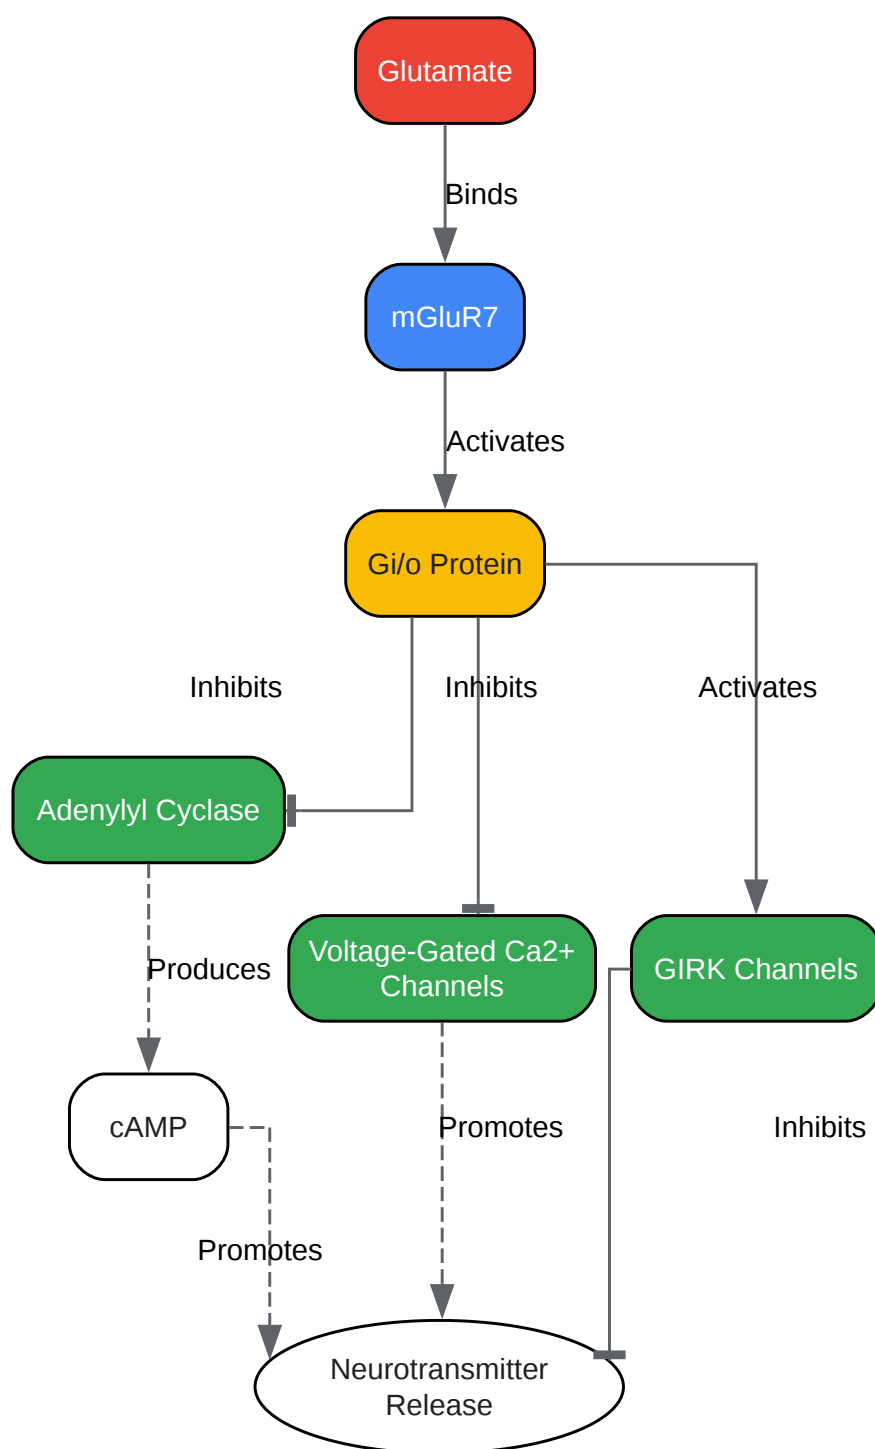 Glutamate
Binds
mGluR7
Activates
Gi/o Protein
Inhibits
Inhibits
Activates
Adenylyl Cyclase
Voltage-Gated Ca2+
Channels
GIRK Channels
Produces
cAMP
Promotes
Inhibits
Promotes
Neurotransmitter
Release